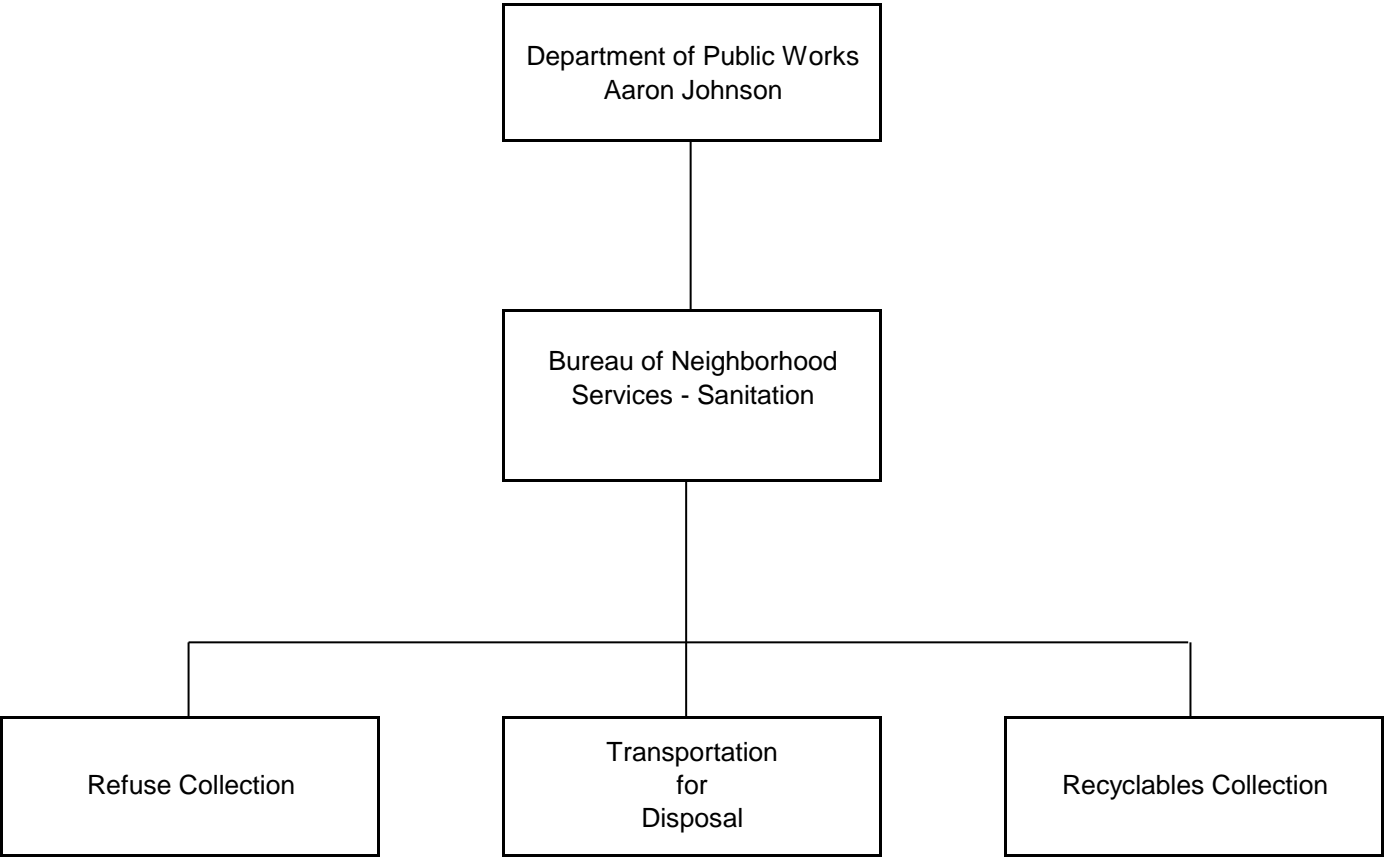 Department of Public Works
Aaron Johnson
Bureau of Neighborhood
Services - Sanitation
Refuse Collection
Transportation
for
Disposal
Recyclables Collection